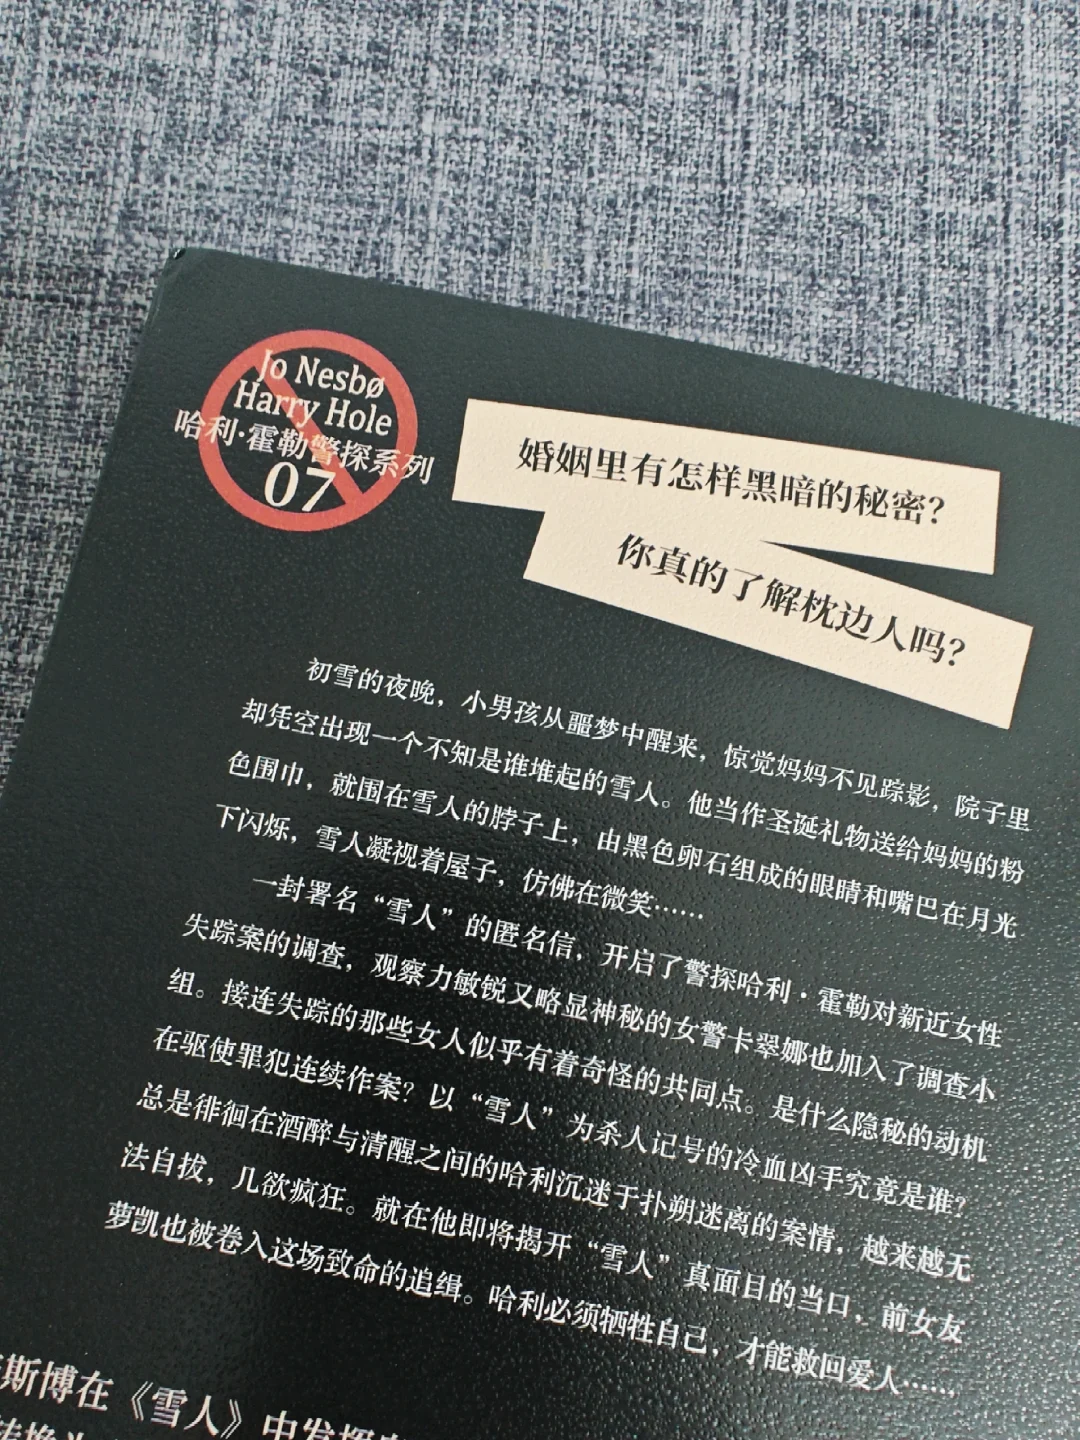 Jo Nesbø
Harry Hole
哈利·霍勒警探系列
07
婚姻里有怎样黑暗的秘密？
你真的了解枕边人吗？
初雪的夜晚，小男孩从噩梦中醒来，惊觉妈妈不见踪影，院子里
却凭空出现一个不知是谁堆起的雪人。他当作圣诞礼物送给妈妈的粉
色围巾，就围在雪人的脖子上，由黑色卵石组成的眼睛和嘴巴在月光
下闪烁，雪人凝视着屋子，仿佛在微笑……
一封署名“雪人”的匿名信，开启了警探哈利·霍勒对新近女性
失踪案的调查，观察力敏锐又略显神秘的女警卡翠娜也加入了调查小
组。接连失踪的那些女人似乎有着奇怪的共同点。是什么隐秘的动机
在驱使罪犯连续作案？以“雪人”为杀人记号的冷血凶手究竟是谁？
总是徘徊在酒醉与清醒之间的哈利沉迷于扑朔迷离的案情，越来越无
法自拔，几欲疯狂。就在他即将揭开“雪人”真面目的当口，前女友
萝凯也被卷入这场致命的追缉。哈利必须牺牲自己，才能救回爱人……
斯博在《雪人》中发挥